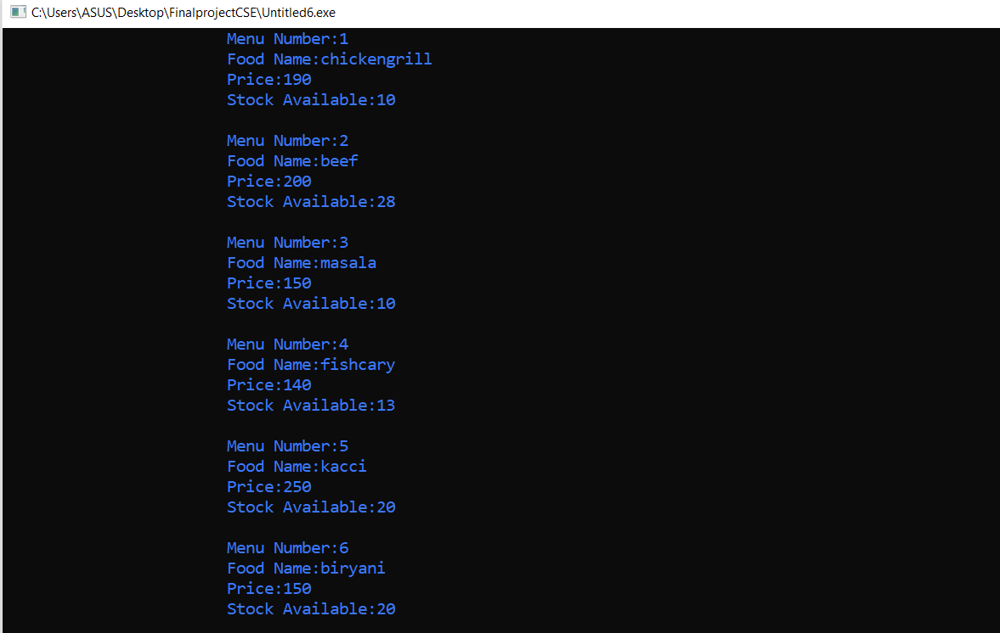 C:\Users\ASUS\Desktop\FinalprojectCSE\Untitled6.exe
Menu Number:1
Food Name:chickengrill
Price:190
Stock Available:10
Menu Number:2
Food Name:beef
Price:200
Stock Available:28
Menu Number:3
Food Name:masala
Price:150
Stock Available:10
Menu Number:4
Food Name:fishcary
Price:140
Stock Available:13
Menu Number:5
Food Name:kacci
Price:250
Stock Available:20
Menu Number:6
Food Name:biryani
Price:150
Stock Available:20